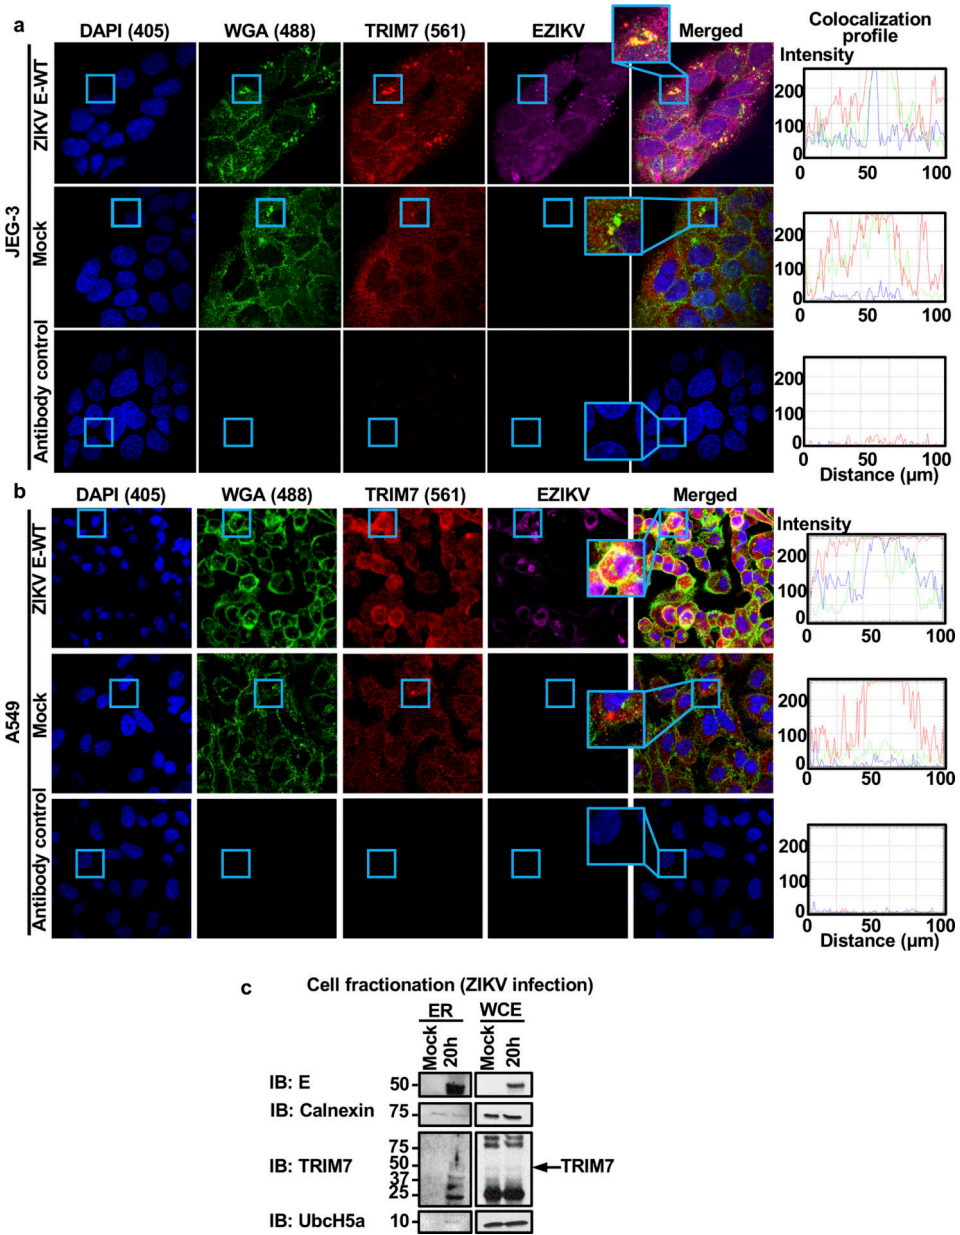 a
DAPI (405) WGA (488) TRIM7 (561) EZIKV Merged Colocalization profile
JEG-3
ZIKV E-WT
Mock
Antibody control
Intensity
200
100
0
0 50 100
200
100
0
0 50 100
200
100
0
0 50 100
Distance (µm)
b
DAPI (405) WGA (488) TRIM7 (561) EZIKV Merged
A549
ZIKV E-WT
Mock
Antibody control
Intensity
200
100
0
0 50 100
200
100
0
0 50 100
200
100
0
0 50 100
Distance (µm)
c Cell fractionation (ZIKV infection)
ER WCE
Mock 20h Mock 20h
IB: E 50
IB: Calnexin 75
IB: TRIM7 75 50 37 25 TRIM7
IB: UbcH5a 10